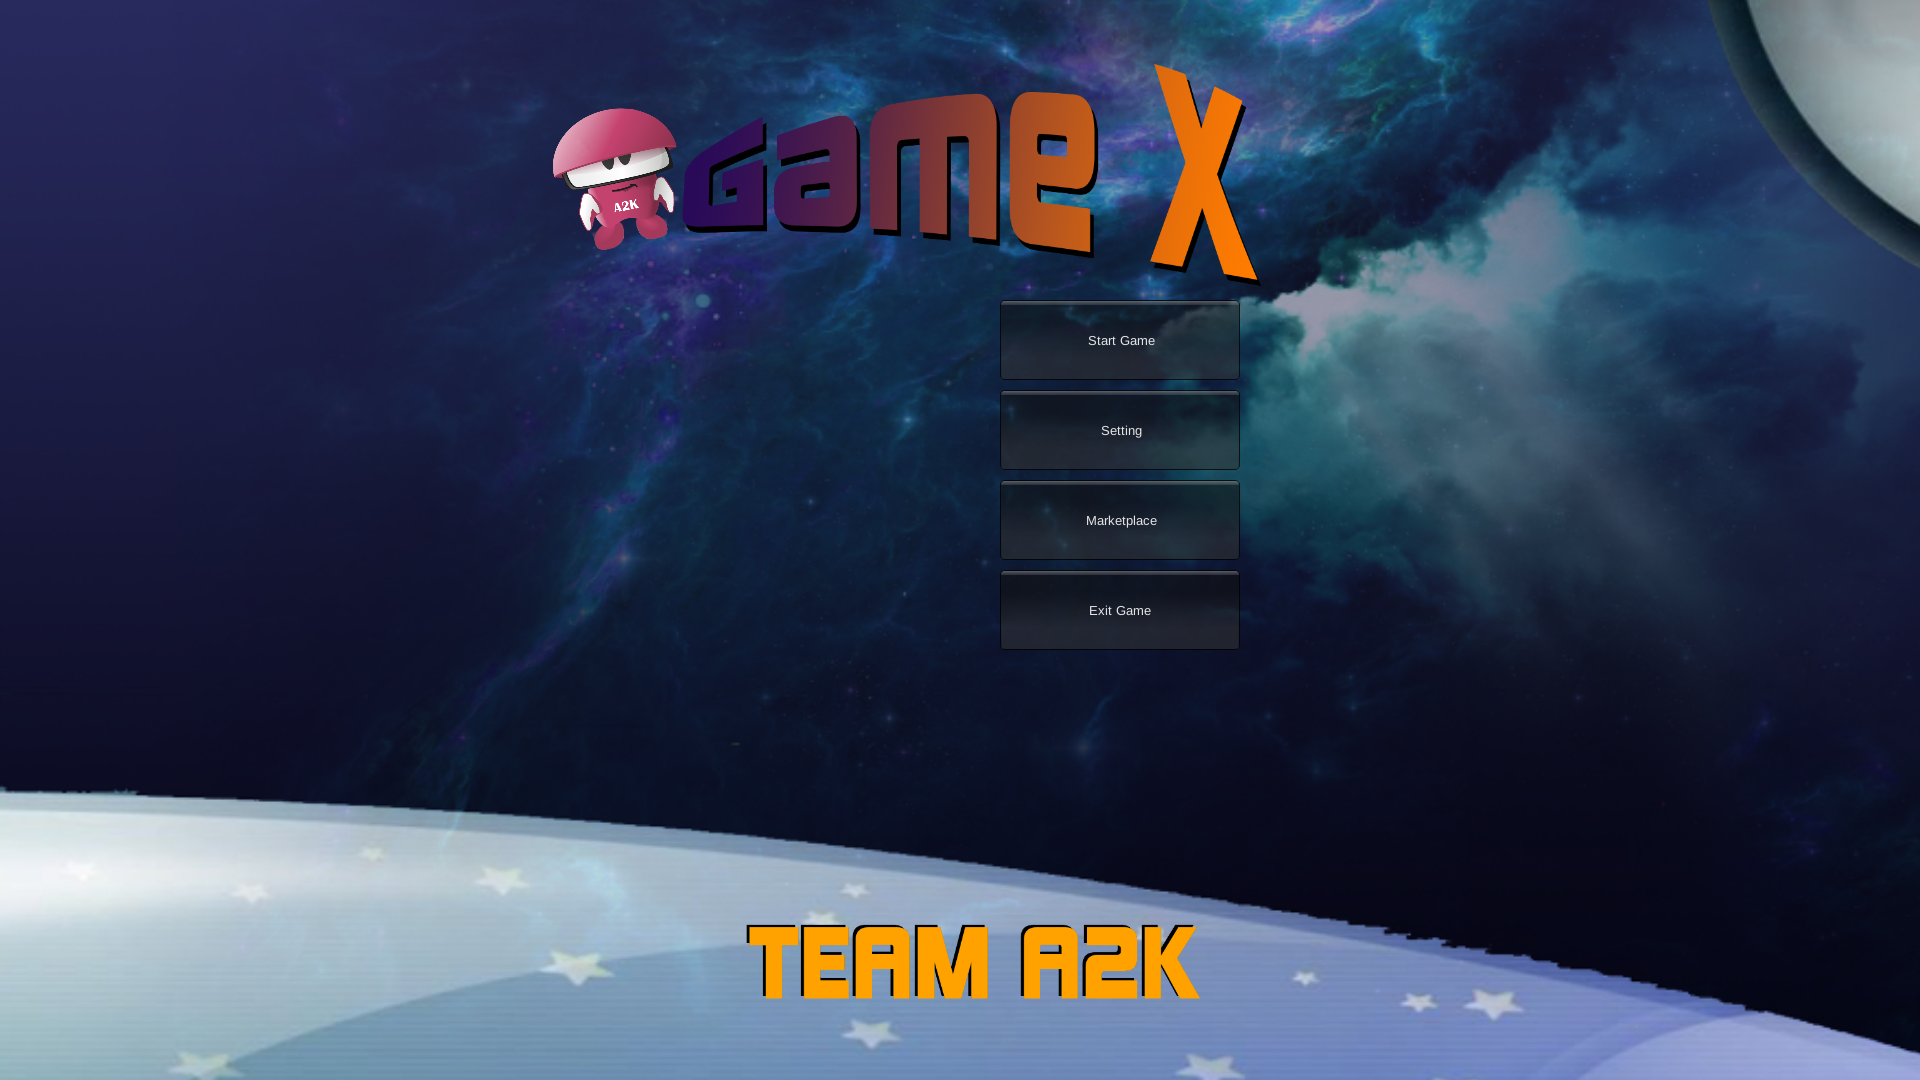 Game X
A2K
Start Game
Setting
Marketplace
Exit Game
TEAM A2K